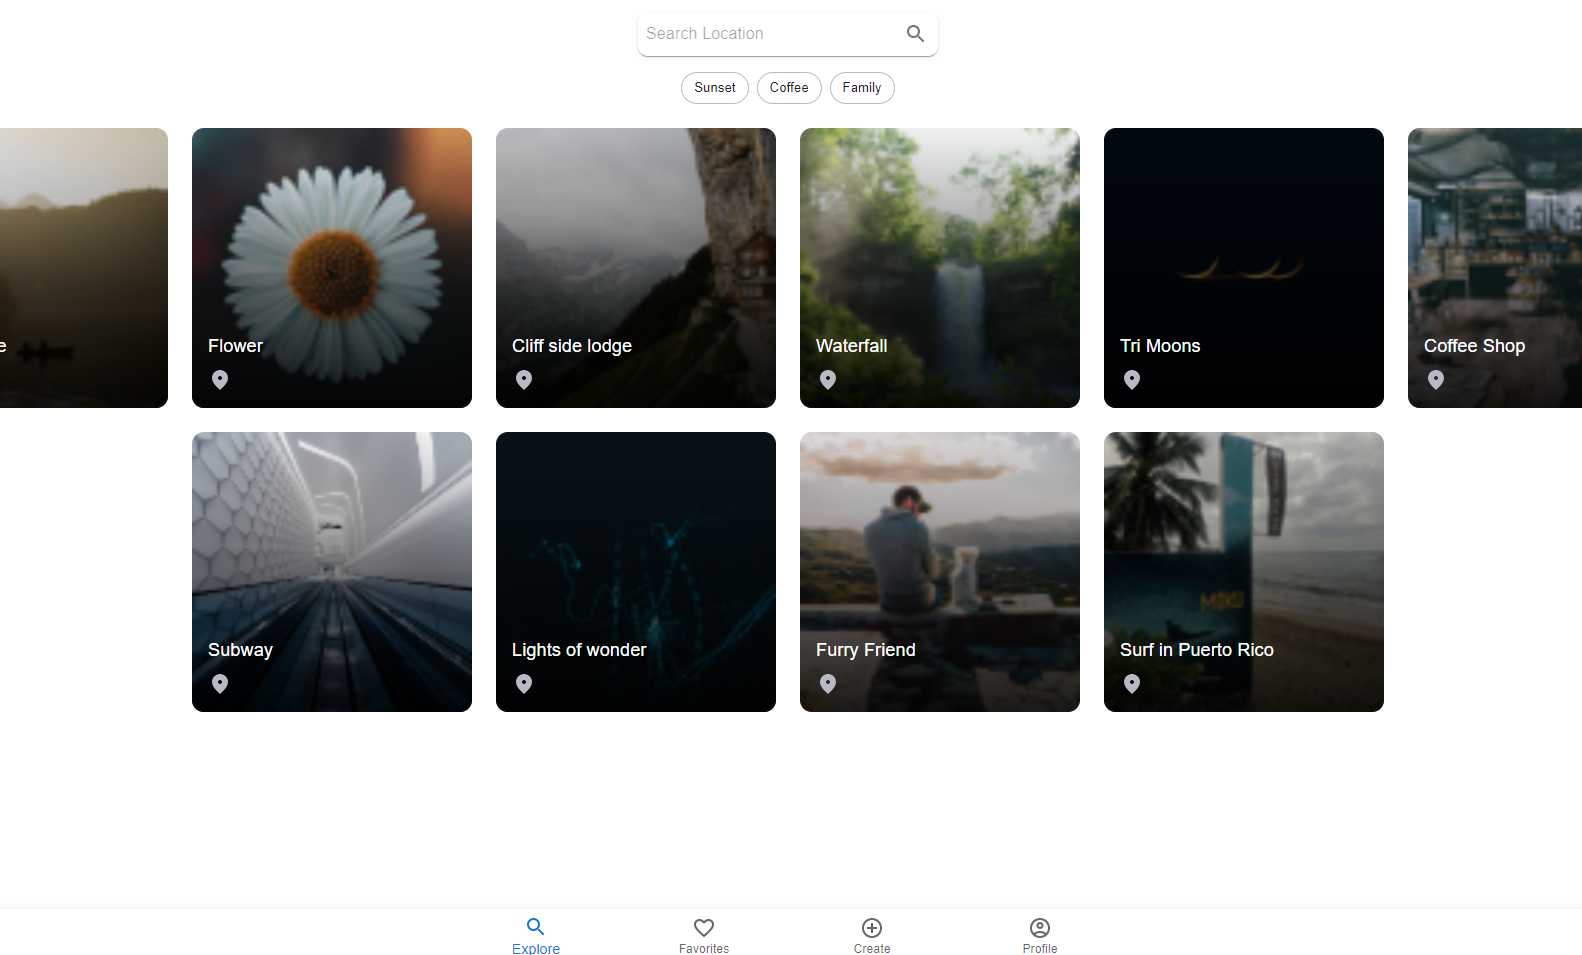 Search Location
Sunset
Coffee
Family
e
Flower
Cliff side lodge
Waterfall
Tri Moons
Coffee Shop
Subway
Lights of wonder
Furry Friend
MOKU
Surf in Puerto Rico
Explore
Favorites
Create
Profile